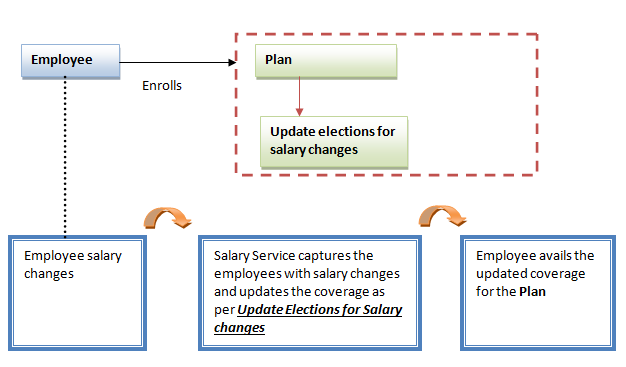 Employee
Enrolls
Plan
Update elections for
salary changes
Employee salary
changes
Salary Service captures the
employees with salary changes
and updates the coverage as
per Update Elections for Salary
changes
Employee avails the
updated coverage
for the Plan